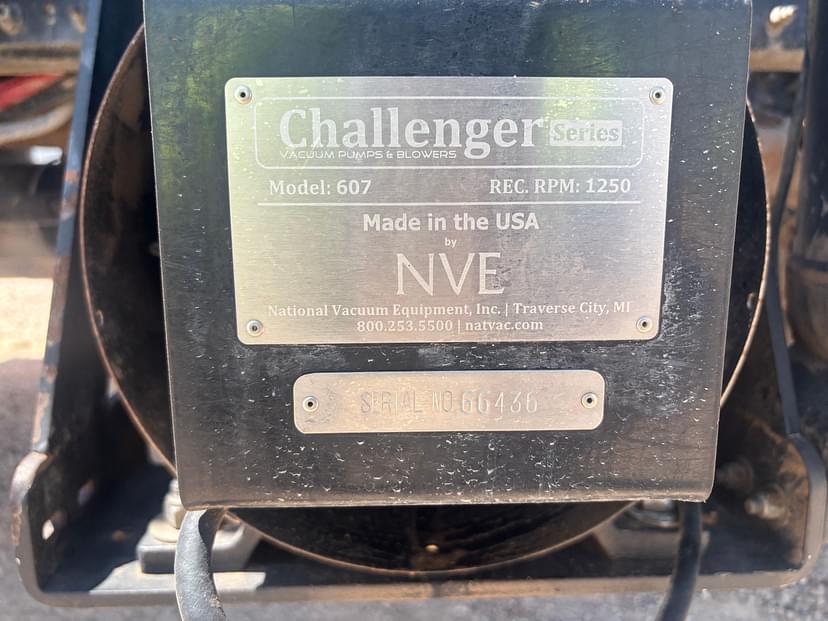 Challenger Series
VACUUM PUMPS & BLOWERS
Model: 607 REC. RPM: 1250
Made in the USA
by
NVE
National Vacuum Equipment, Inc. | Traverse City, MI
800.253.5500 | natvac.com
SERIAL NO. 66436